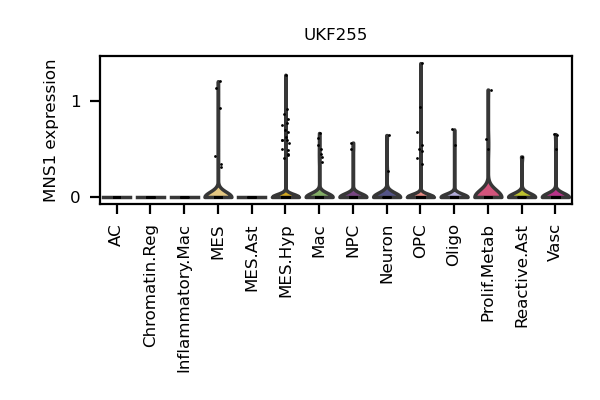 UKF255
MNS1 expression
1
0
AC
Chromatin.Reg
Inflammatory.Mac
MES
MES.Ast
MES.Hyp
Mac
NPC
Neuron
OPC
Oligo
Prolif.Metab
Reactive.Ast
Vasc